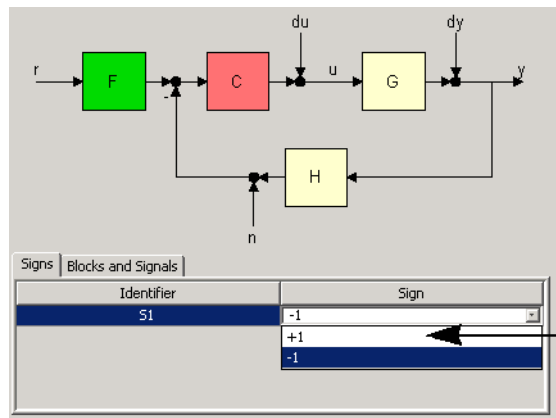 du dy
r F C u G y
-
H
n
Signs Blocks and Signals
Identifier Sign
S1 -1
+1
-1